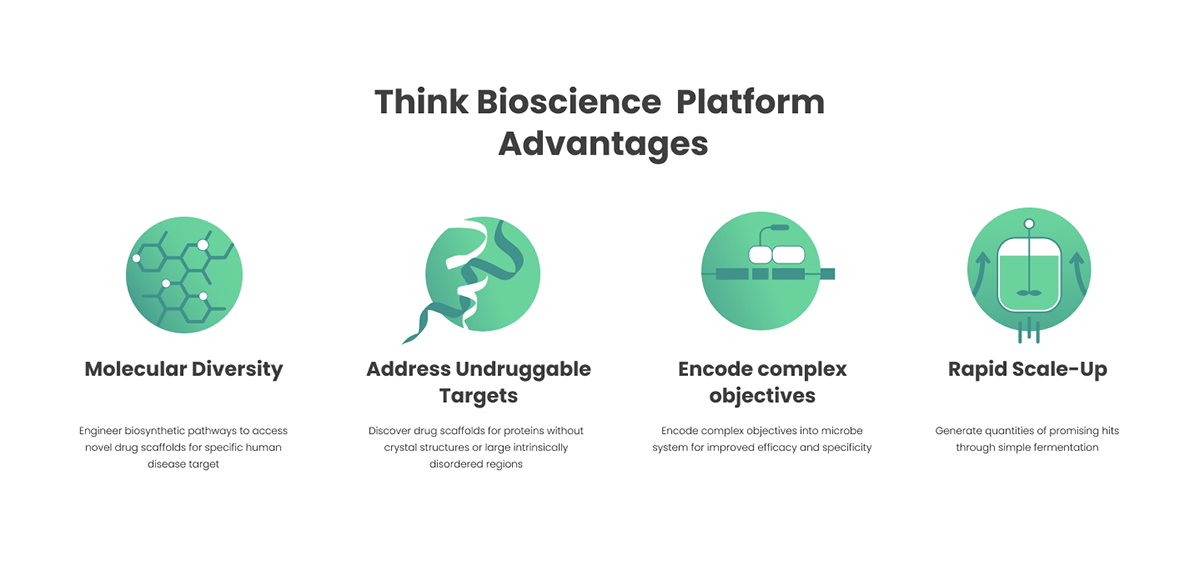 Think Bioscience  Platform
Advantages
Molecular Diversity
Engineer biosynthetic pathways to access
novel drug scaffolds for specific human
disease target
Address Undruggable
Targets
Discover drug scaffolds for proteins without
crystal structures or large intrinsically
disordered regions
Encode complex
objectives
Encode complex objectives into microbe
system for improved efficacy and specificity
Rapid Scale-Up
Generate quantities of promising hits
through simple fermentation